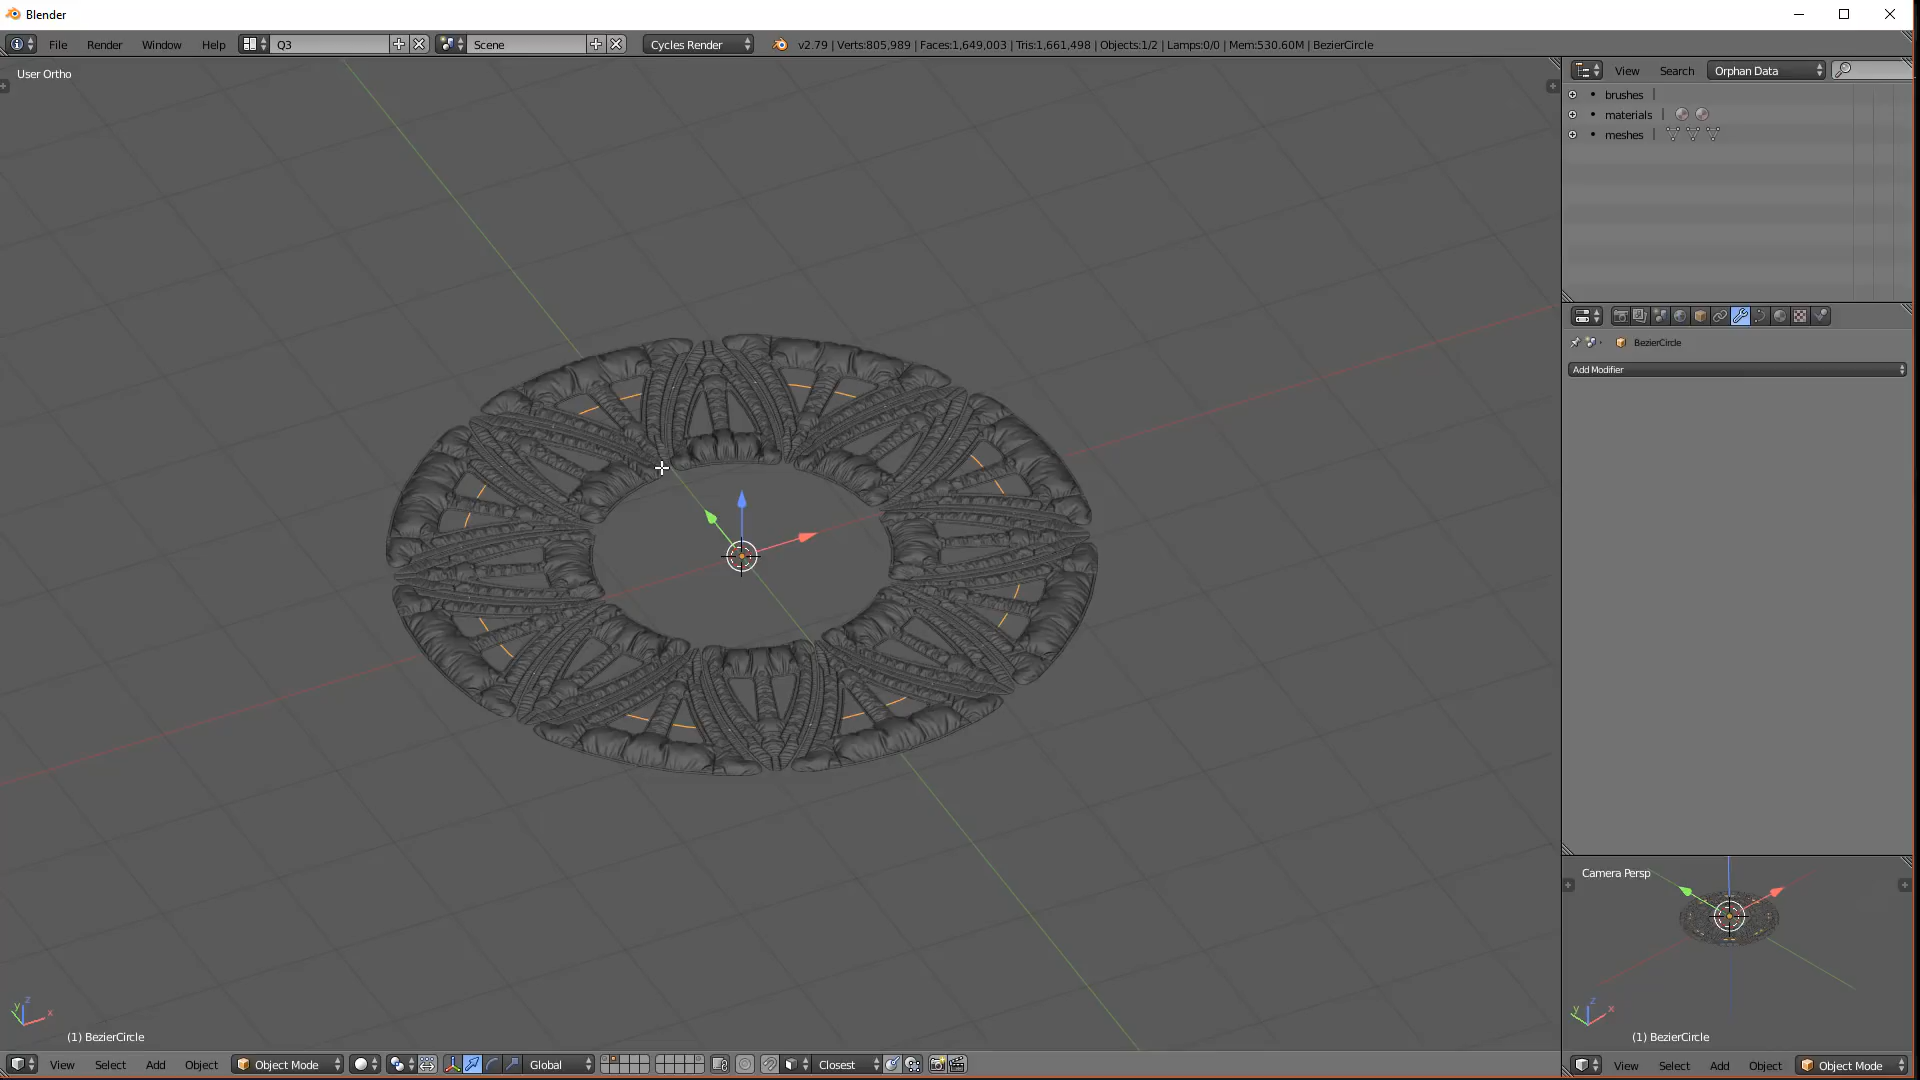 Blender
File Render Window Help Q3 Scene Cycles Render v2.79 | Verts:805,989 | Faces:1,649,003 | Tris:1,661,498 | Objects:1/2 | Lamps:0/0 | Mem:530.60M | BezierCircle
User Ortho
View Search Orphan Data
brushes
materials
meshes
BezierCircle
Add Modifier
Camera Persp
y z x
(1) BezierCircle
y z x
(1) BezierCircle
View Select Add Object Object Mode Global Closest
View Select Add Object Object Mode